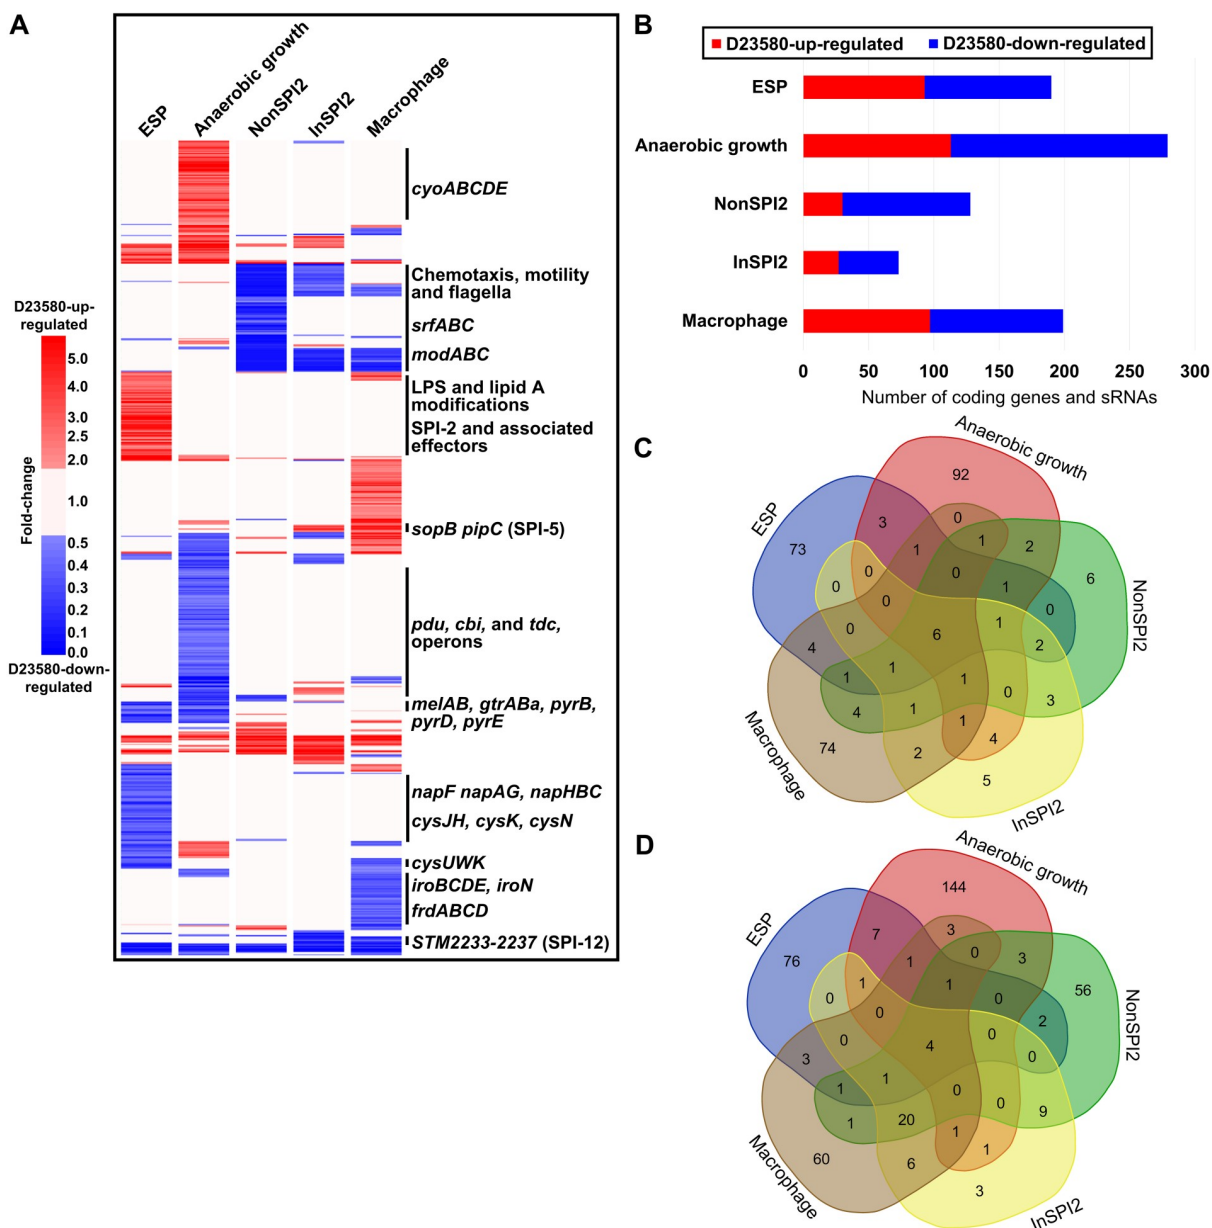 A
ESP
Anaerobic growth
NonSPI2
InSPI2
Macrophage
cyoABCDE
Chemotaxis, motility
and flagella
srfABC
modABC
LPS and lipid A
modifications
SPI-2 and associated
effectors
sopB pipC (SPI-5)
pdu, cbi, and tdc,
operons
melAB, gtrABa, pyrB,
pyrD, pyrE
napF napAG, napHBC
cysJH, cysK, cysN
cysUWK
iroBCDE, iroN
frdABCD
STM2233-2237 (SPI-12)
D23580-up-
regulated
Fold-change
5.0
4.0
3.0
2.5
2.0
1.0
0.5
0.4
0.3
0.2
0.1
0.0
D23580-down-
regulated
B
D23580-up-regulated
D23580-down-regulated
ESP
Anaerobic growth
NonSPI2
InSPI2
Macrophage
0 50 100 150 200 250 300
Number of coding genes and sRNAs
C
Anaerobic growth
ESP
NonSPI2
InSPI2
Macrophage
92
3 0
73 1 1 2
0 0 0 1 6
0 0 1 0
4 0 6 2
1 1 1 0 3
4 1 1 4
74 2 5
D
Anaerobic growth
ESP
NonSPI2
InSPI2
Macrophage
144
7 3
76 1 0 3
0 1 1 0 56
0 0 2
3 0 4 0
1 1 0 0 9
1 20 1 1
60 6 3